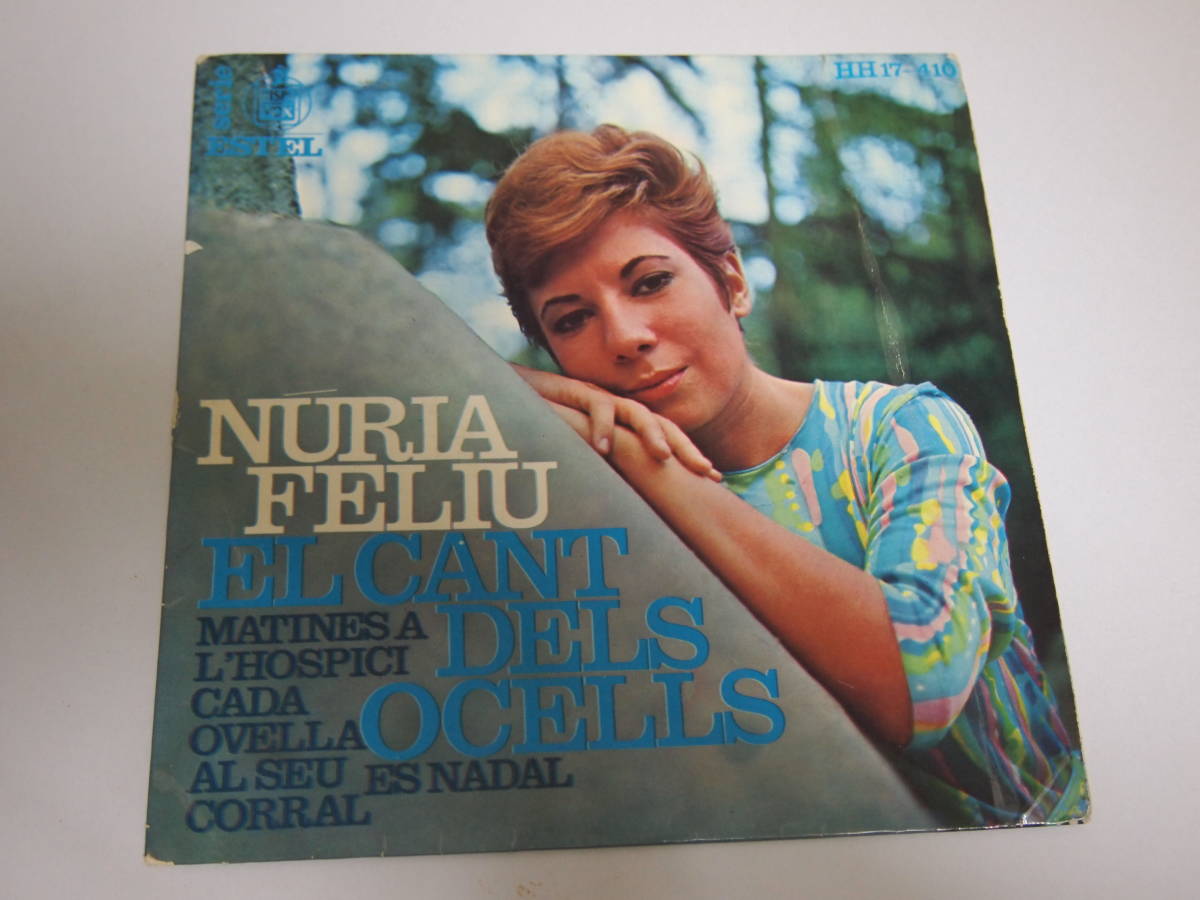 serie
ESTEL
HH 17-410
NURIA
FELIU
EL CANT
DELS
OCELLS
MATINES A
L'HOSPICI
CADA
OVELLA
AL SEU
CORRAL
ES NADAL